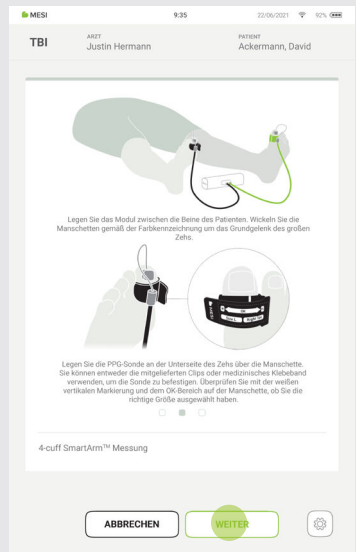 MESI
9:35
22/06/2021
92%
TBI
ARZT
Justin Hermann
PATIENT
Ackermann, David
Legen Sie das Modul zwischen die Beine des Patienten. Wickeln Sie die
Manschetten gemäß der Farbkennzeichnung um das Grundgelenk des großen
Zehs.
OK
Legen Sie die PPG-Sonde an der Unterseite des Zehs über die Manschette.
Sie können entweder die mitgelieferten Clips oder medizinisches Klebeband
verwenden, um die Sonde zu befestigen. Überprüfen Sie mit der weißen
vertikalen Markierung und dem OK-Bereich auf der Manschette, ob Sie die
richtige Größe ausgewählt haben.
4-cuff SmartArm™ Messung
ABBRECHEN
WEITER